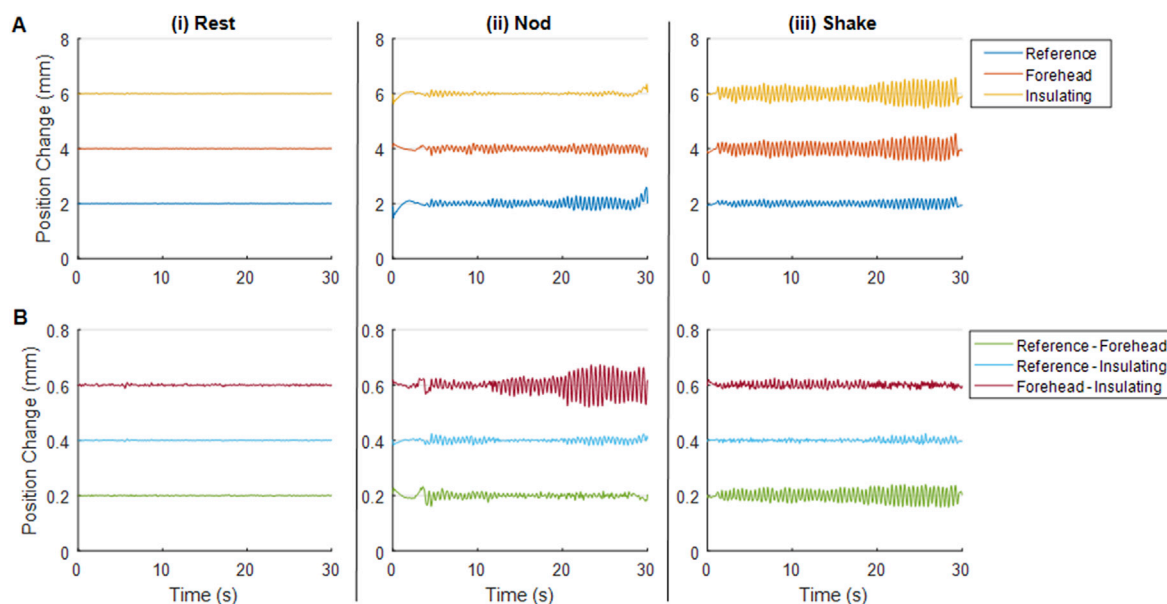 (i) Rest
(ii) Nod
(iii) Shake
A
Position Change (mm)
8
6
4
2
0
0 10 20 30
8
6
4
2
0
0 10 20 30
8
6
4
2
0
0 10 20 30
Reference
Forehead
Insulating
B
Position Change (mm)
0.8
0.6
0.4
0.2
0
0 10 20 30
Time (s)
0.8
0.6
0.4
0.2
0
0 10 20 30
Time (s)
0.8
0.6
0.4
0.2
0
0 10 20 30
Time (s)
Reference - Forehead
Reference - Insulating
Forehead - Insulating